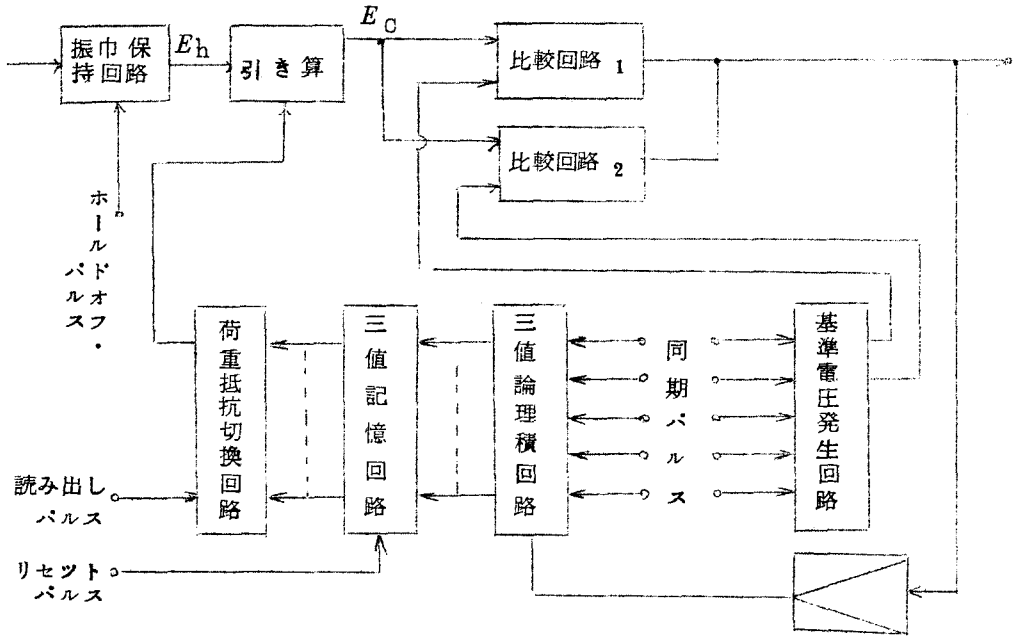 振巾保
持回路
Eh
引き算
EC
比較回路 1
比較回路 2
ホールドオフ・
パルス
荷重抵抗切換回路
三値記憶回路
三値論理積回路
同期パルス
基準電圧発生回路
読み出し
パルス
リセツト
パルス